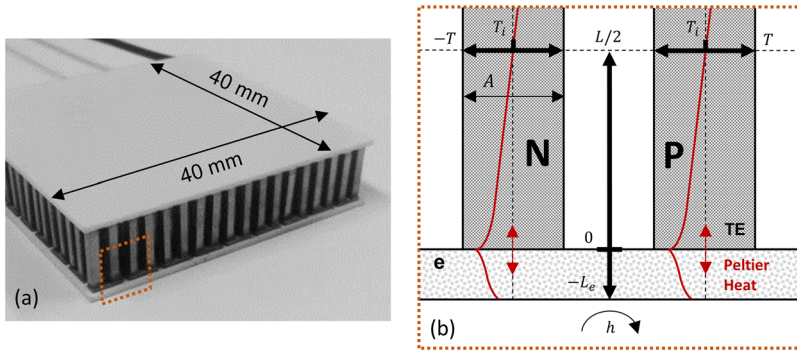 40 mm
40 mm
(a)
−T
T_i
L/2
T_i
T
A
N
P
0
TE
e
Peltier
Heat
−L_e
h
(b)